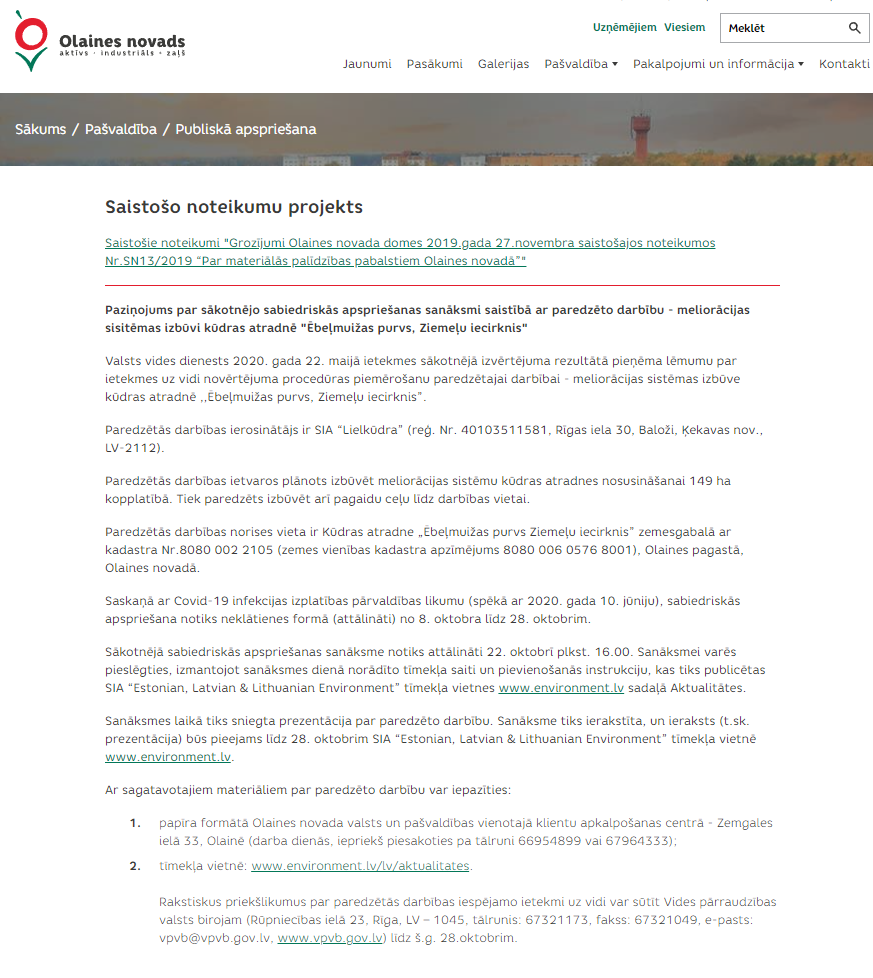 Olaines novads
aktīvs · industriāls · zaļš
Uzņēmējiem Viesiem
Meklēt
Jaunumi Pasākumi Galerijas Pašvaldība Pakalpojumi un informācija Kontakti
Sākums / Pašvaldība / Publiskā apspriešana
Saistošo noteikumu projekts
Saistošie noteikumi "Grozījumi Olaines novada domes 2019.gada 27.novembra saistošajos noteikumos
Nr.SN13/2019 “Par materiālās palīdzības pabalstiem Olaines novadā”"
Paziņojums par sākotnējo sabiedriskās apspriešanas sanāksmi saistībā ar paredzēto darbību - meliorācijas
sisitēmas izbūvi kūdras atradnē "Ēbeļmuižas purvs, Ziemeļu iecirknis"
Valsts vides dienests 2020. gada 22. maijā ietekmes sākotnējā izvērtējuma rezultātā pieņēma lēmumu par
ietekmes uz vidi novērtējuma procedūras piemērošanu paredzētajai darbībai - meliorācijas sistēmas izbūve
kūdras atradnē ,,Ēbeļmuižas purvs, Ziemeļu iecirknis”.
Paredzētās darbības ierosinātājs ir SIA “Lielkūdra” (reģ. Nr. 40103511581, Rīgas iela 30, Baloži, Ķekavas nov.,
LV-2112).
Paredzētās darbības ietvaros plānots izbūvēt meliorācijas sistēmu kūdras atradnes nosusināšanai 149 ha
kopplatībā. Tiek paredzēts izbūvēt arī pagaidu ceļu līdz darbības vietai.
Paredzētās darbības norises vieta ir Kūdras atradne „Ēbeļmuižas purvs Ziemeļu iecirknis” zemesgabalā ar
kadastra Nr.8080 002 2105 (zemes vienības kadastra apzīmējums 8080 006 0576 8001), Olaines pagastā,
Olaines novadā.
Saskaņā ar Covid-19 infekcijas izplatības pārvaldības likumu (spēkā ar 2020. gada 10. jūniju), sabiedriskās
apspriešana notiks neklātienes formā (attālināti) no 8. oktobra līdz 28. oktobrim.
Sākotnējā sabiedriskās apspriešanas sanāksme notiks attālināti 22. oktobrī plkst. 16.00. Sanāksmei varēs
pieslēgties, izmantojot sanāksmes dienā norādīto tīmekļa saiti un pievienošanās instrukciju, kas tiks publicētas
SIA “Estonian, Latvian & Lithuanian Environment” tīmekļa vietnes www.environment.lv sadaļā Aktualitātes.
Sanāksmes laikā tiks sniegta prezentācija par paredzēto darbību. Sanāksme tiks ierakstīta, un ieraksts (t.sk.
prezentācija) būs pieejams līdz 28. oktobrim SIA “Estonian, Latvian & Lithuanian Environment” tīmekļa vietnē
www.environment.lv.
Ar sagatavotajiem materiāliem par paredzēto darbību var iepazīties:
1. papīra formātā Olaines novada valsts un pašvaldības vienotajā klientu apkalpošanas centrā - Zemgales
ielā 33, Olainē (darba dienās, iepriekš piesakoties pa tālruni 66954899 vai 67964333);
2. tīmekļa vietnē: www.environment.lv/lv/aktualitates.
Rakstiskus priekšlikumus par paredzētās darbības iespējamo ietekmi uz vidi var sūtīt Vides pārraudzības
valsts birojam (Rūpniecības ielā 23, Rīga, LV – 1045, tālrunis: 67321173, fakss: 67321049, e-pasts:
vpvb@vpvb.gov.lv, www.vpvb.gov.lv) līdz š.g. 28.oktobrim.